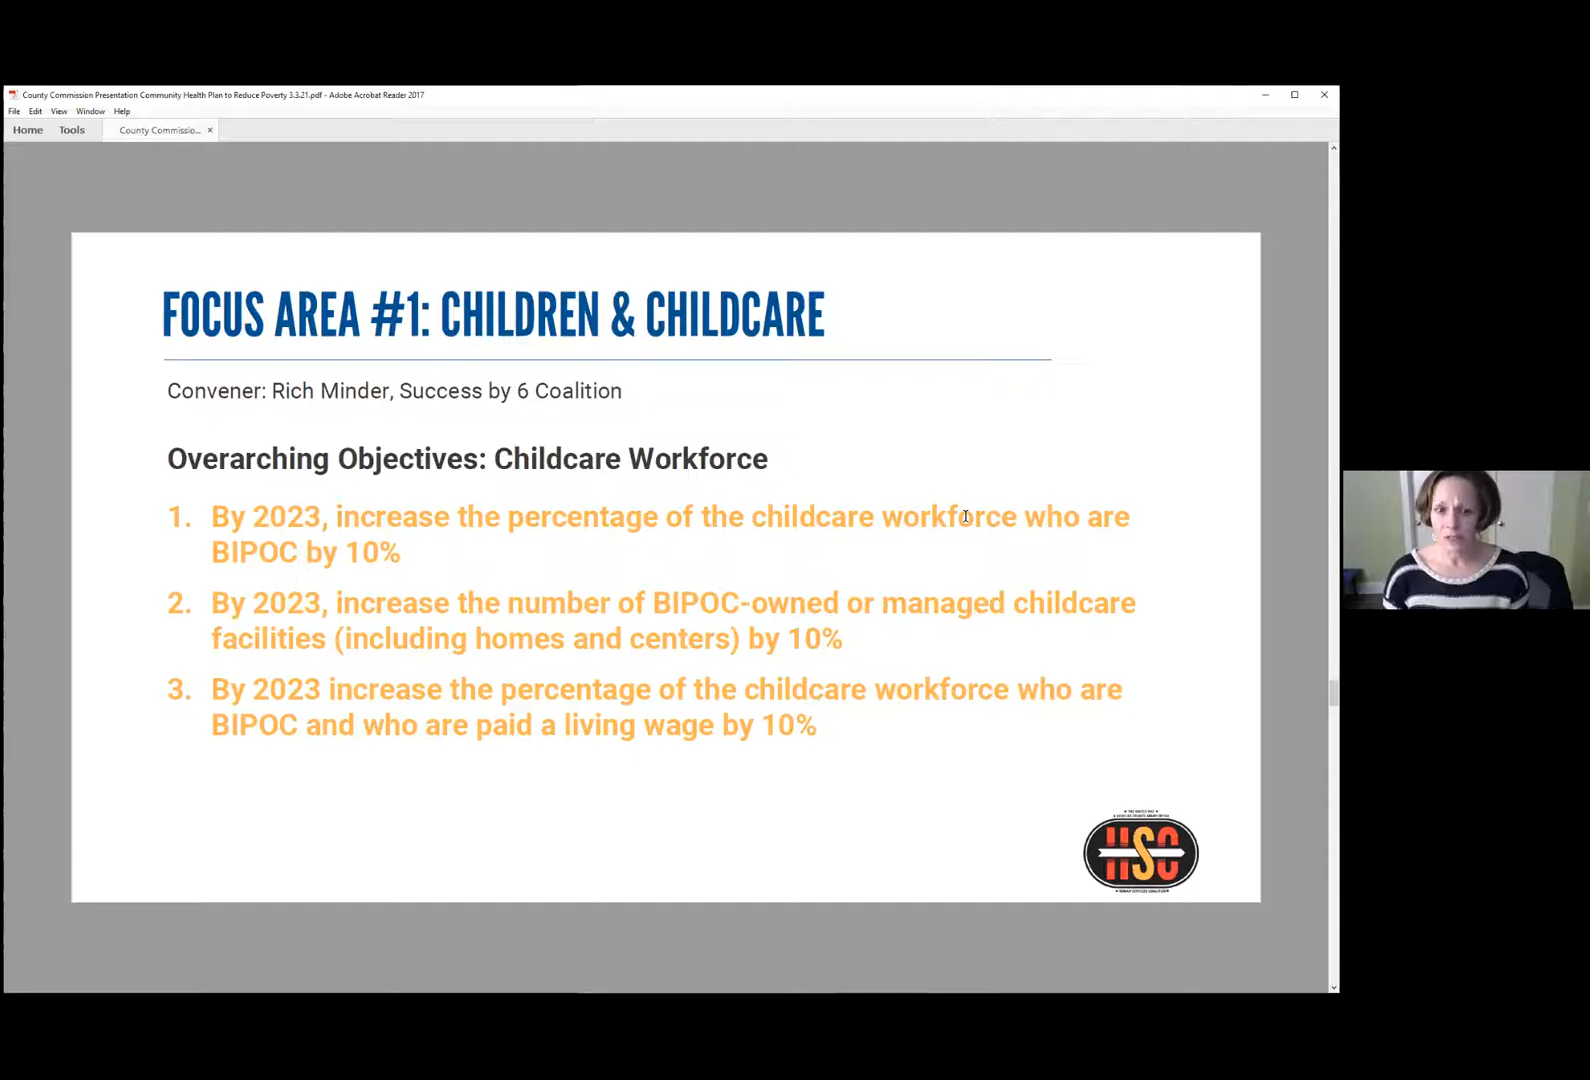 County Commission Presentation Community Health Plan to Reduce Poverty 3.3.21.pdf - Adobe Acrobat Reader 2017
File Edit View Window Help
Home Tools County Commissio... ×
FOCUS AREA #1: CHILDREN & CHILDCARE
Convener: Rich Minder, Success by 6 Coalition
Overarching Objectives: Childcare Workforce
1. By 2023, increase the percentage of the childcare workforce who are
BIPOC by 10%
2. By 2023, increase the number of BIPOC-owned or managed childcare
facilities (including homes and centers) by 10%
3. By 2023 increase the percentage of the childcare workforce who are
BIPOC and who are paid a living wage by 10%
HSC